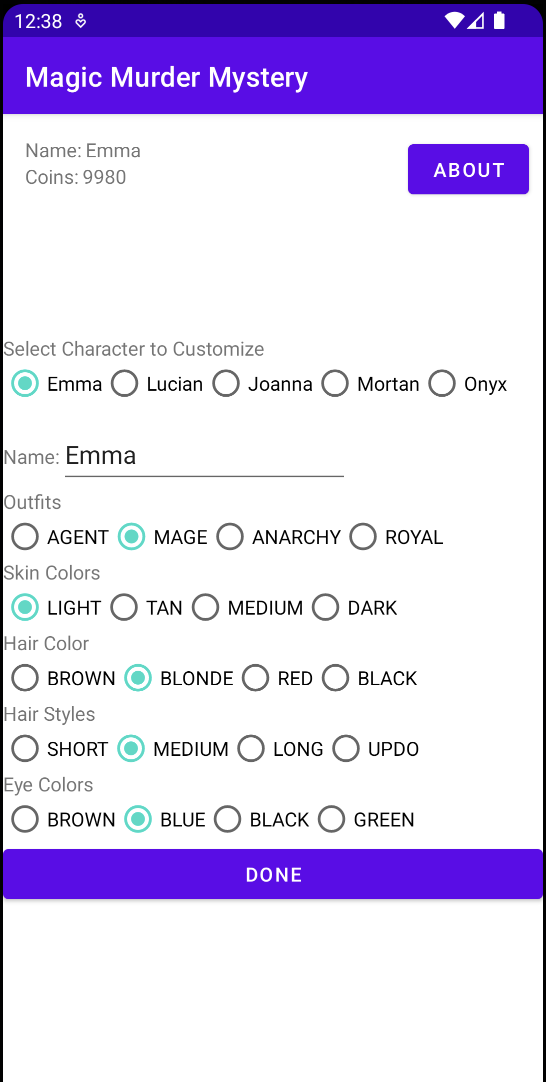 12:38
Magic Murder Mystery
Name: Emma
Coins: 9980
ABOUT
Select Character to Customize
Emma Lucian Joanna Mortan Onyx
Name: Emma
Outfits
AGENT MAGE ANARCHY ROYAL
Skin Colors
LIGHT TAN MEDIUM DARK
Hair Color
BROWN BLONDE RED BLACK
Hair Styles
SHORT MEDIUM LONG UPDO
Eye Colors
BROWN BLUE BLACK GREEN
DONE